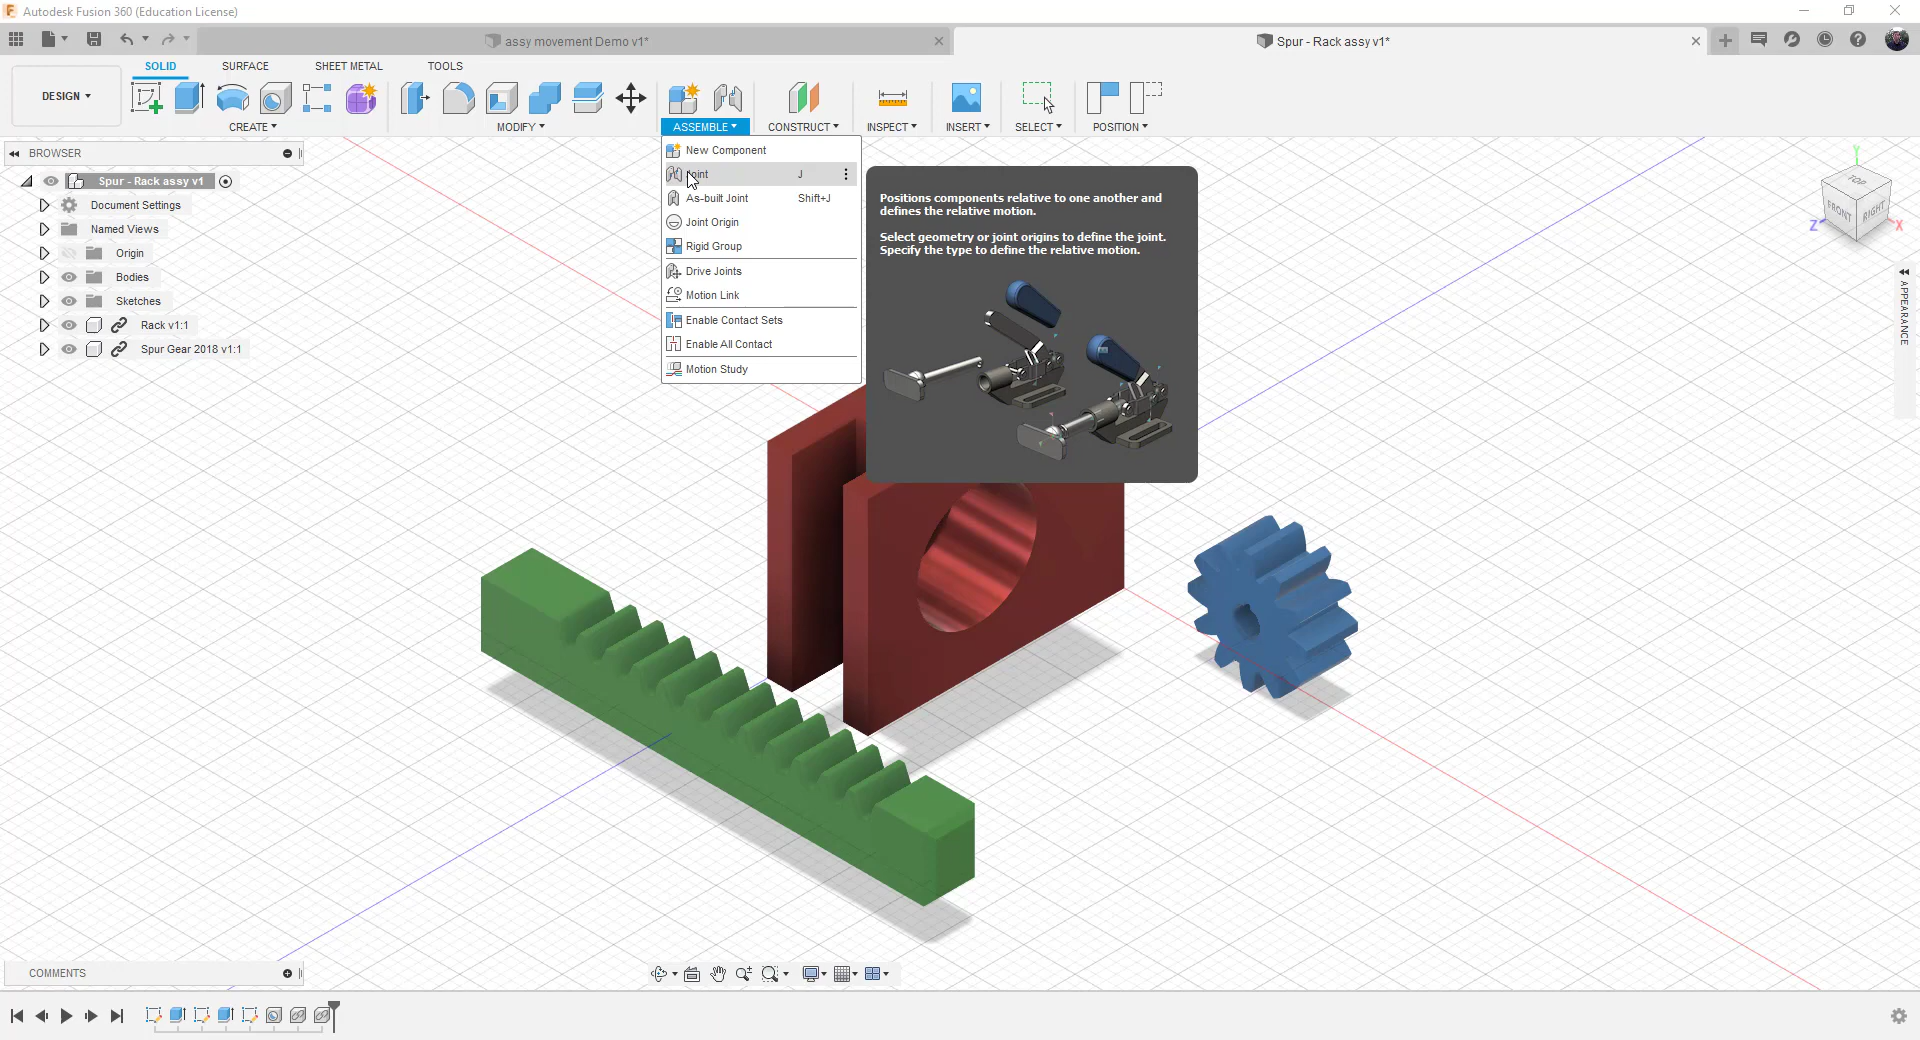 Autodesk Fusion 360 (Education License)
assy movement Demo v1*
Spur - Rack assy v1*
SOLID
SURFACE
SHEET METAL
TOOLS
DESIGN
CREATE
MODIFY
ASSEMBLE
CONSTRUCT
INSPECT
INSERT
SELECT
POSITION
BROWSER
Spur - Rack assy v1
Document Settings
Named Views
Origin
Bodies
Sketches
Rack v1:1
Spur Gear 2018 v1:1
New Component
Joint J
As-built Joint Shift+J
Joint Origin
Rigid Group
Drive Joints
Motion Link
Enable Contact Sets
Enable All Contact
Motion Study
Positions components relative to one another and
defines the relative motion.
Select geometry or joint origins to define the joint.
Specify the type to define the relative motion.
Y
TOP
FRONT
RIGHT
Z
X
APPEARANCE
COMMENTS